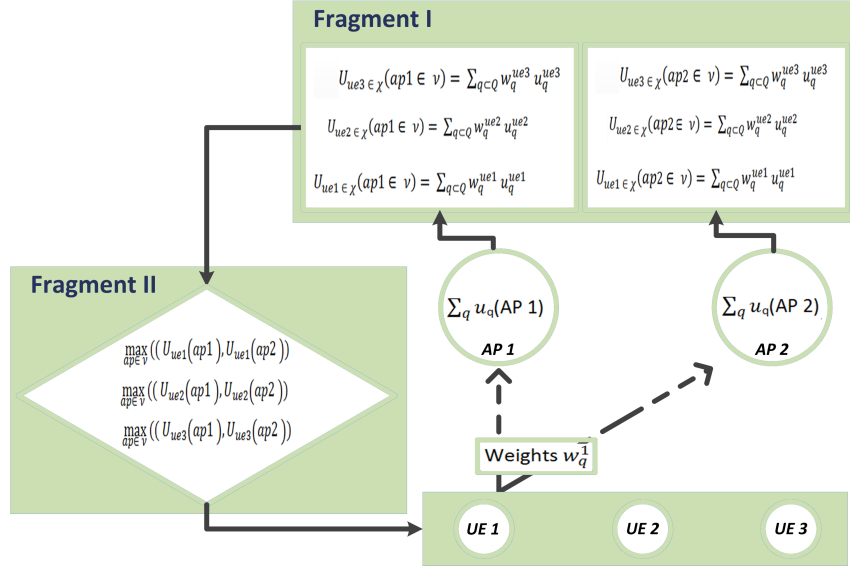 Fragment I
U_{ue3 ∈ χ}(ap1 ∈ ν) = ∑_{q⊂Q} w_q^{ue3} u_q^{ue3}
U_{ue2 ∈ χ}(ap1 ∈ ν) = ∑_{q⊂Q} w_q^{ue2} u_q^{ue2}
U_{ue1 ∈ χ}(ap1 ∈ ν) = ∑_{q⊂Q} w_q^{ue1} u_q^{ue1}
U_{ue3 ∈ χ}(ap2 ∈ ν) = ∑_{q⊂Q} w_q^{ue3} u_q^{ue3}
U_{ue2 ∈ χ}(ap2 ∈ ν) = ∑_{q⊂Q} w_q^{ue2} u_q^{ue2}
U_{ue1 ∈ χ}(ap2 ∈ ν) = ∑_{q⊂Q} w_q^{ue1} u_q^{ue1}
Fragment II
max_{ap∈ν}(( U_{ue1}(ap1 ),U_{ue1}(ap2 ))
max_{ap∈ν}(( U_{ue2}(ap1 ),U_{ue2}(ap2 ))
max_{ap∈ν}(( U_{ue3}(ap1 ),U_{ue3}(ap2 ))
∑_q u_q(AP 1)
AP 1
∑_q u_q(AP 2)
AP 2
Weights w_q^{\overline{1}}
UE 1
UE 2
UE 3